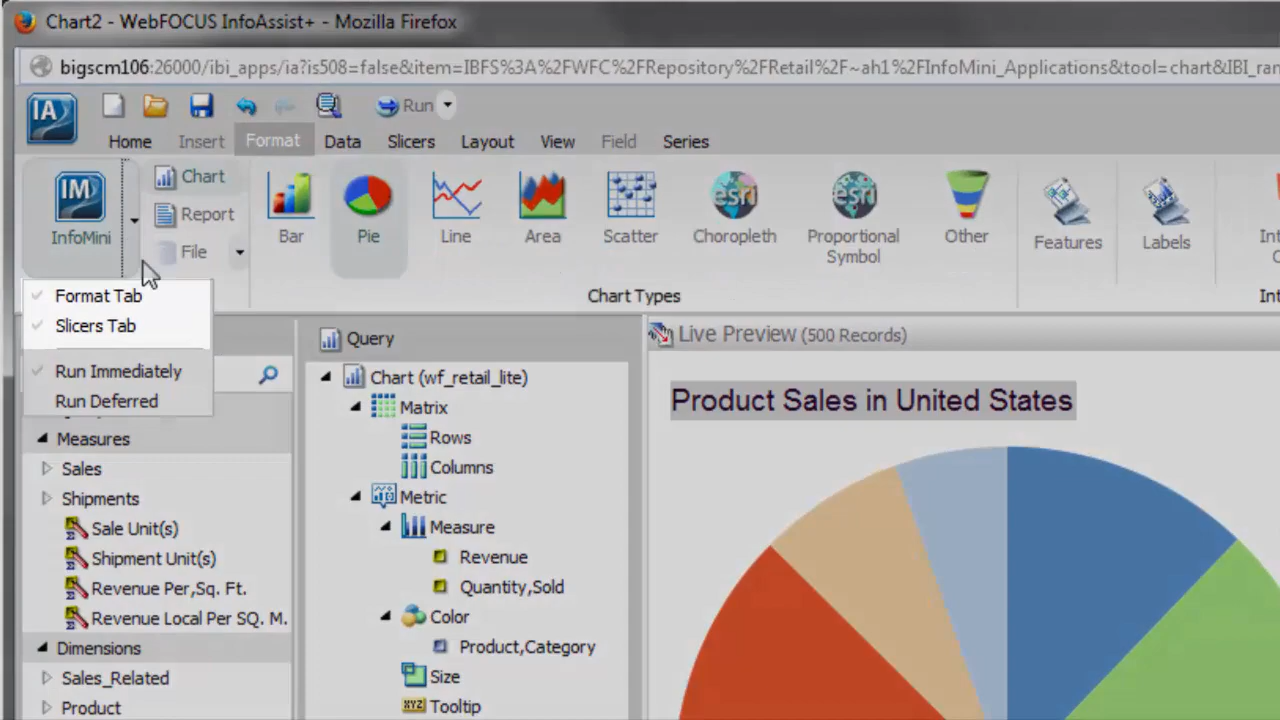 Chart2 - WebFOCUS InfoAssist+ - Mozilla Firefox
bigscm106:26000/ibi_apps/ia?is508=false&item=IBFS%3A%2FWFC%2FRepository%2FRetail%2F~ah1%2FInfoMini_Applications&tool=chart&IBI_ran
IA
Run
Home Insert Format Data Slicers Layout View Field Series
IM
InfoMini
Chart
Report
File
Bar Pie Line Area Scatter
esri
Choropleth
esri
Proportional
Symbol
Other
Features
Labels
Chart Types
Format Tab
Slicers Tab
Run Immediately
Run Deferred
Measures
Sales
Shipments
Sale Unit(s)
Shipment Unit(s)
Revenue Per,Sq. Ft.
Revenue Local Per SQ. M.
Dimensions
Sales_Related
Product
Query
Chart (wf_retail_lite)
Matrix
Rows
Columns
Metric
Measure
Revenue
Quantity,Sold
Color
Product,Category
Size
XYZ Tooltip
Live Preview (500 Records)
Product Sales in United States